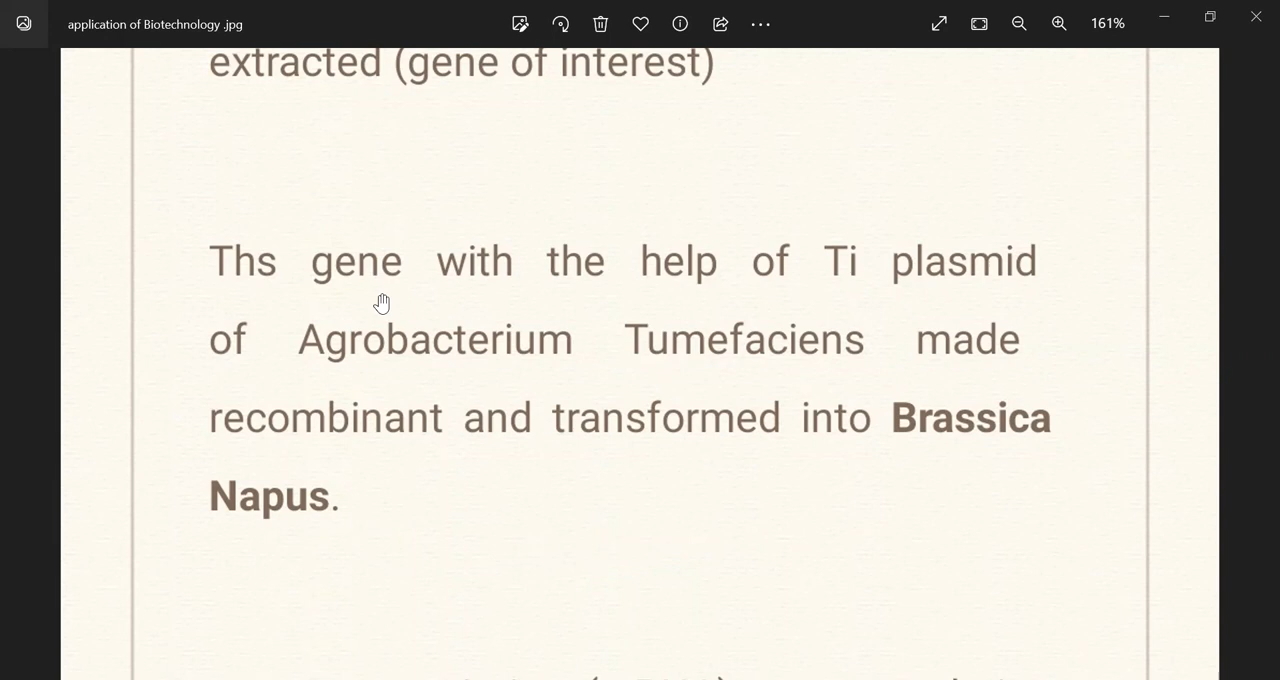 application of Biotechnology .jpg
161%
extracted (gene of interest)
Ths gene with the help of Ti plasmid
of Agrobacterium Tumefaciens made
recombinant and transformed into Brassica
Napus.